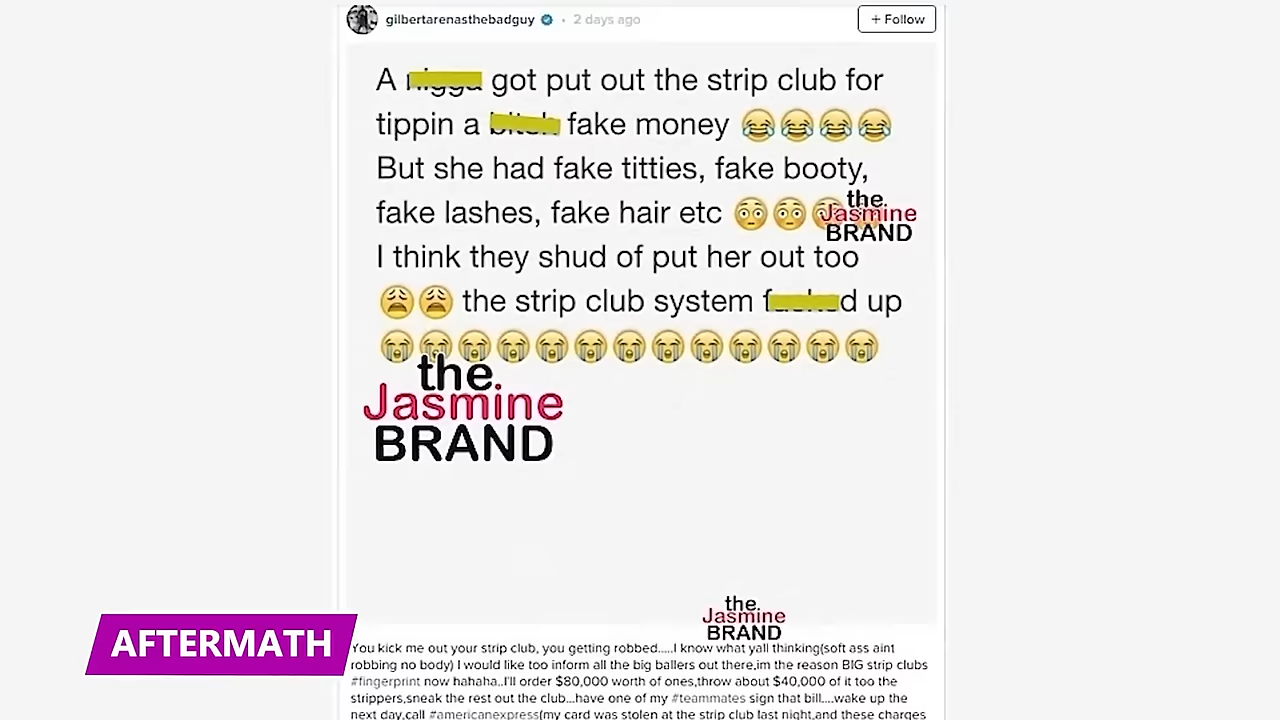 gilbertarenasthebadguy • 2 days ago
+ Follow
A nigga got put out the strip club for
tippin a bitch fake money 😂😂😂😂
But she had fake titties, fake booty,
fake lashes, fake hair etc 😳😳😳😳
the
Jasmine
BRAND
I think they shud of put her out too
😩😩 the strip club system fucked up
😭😭😭😭😭😭😭😭😭😭😭😭😭
the
Jasmine
BRAND
the
Jasmine
BRAND
AFTERMATH
You kick me out your strip club, you getting robbed.....I know what yall thinking(soft ass aint
robbing no body) I would like too inform all the big ballers out there,im the reason BIG strip clubs
#fingerprint now hahaha..I'll order $80,000 worth of ones,throw about $40,000 of it too the
strippers,sneak the rest out the club...have one of my #teammates sign that bill....wake up the
next day,call #americanexpress(my card was stolen at the strip club last night,and these charges